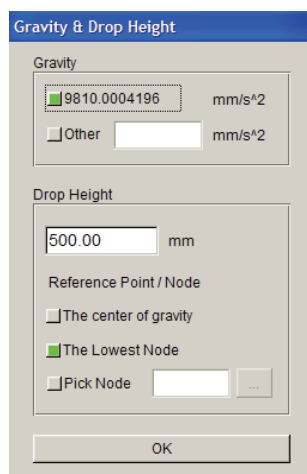 Gravity & Drop Height
Gravity
9810.0004196 mm/s^2
Other mm/s^2
Drop Height
500.00 mm
Reference Point / Node
The center of gravity
The Lowest Node
Pick Node ...
OK